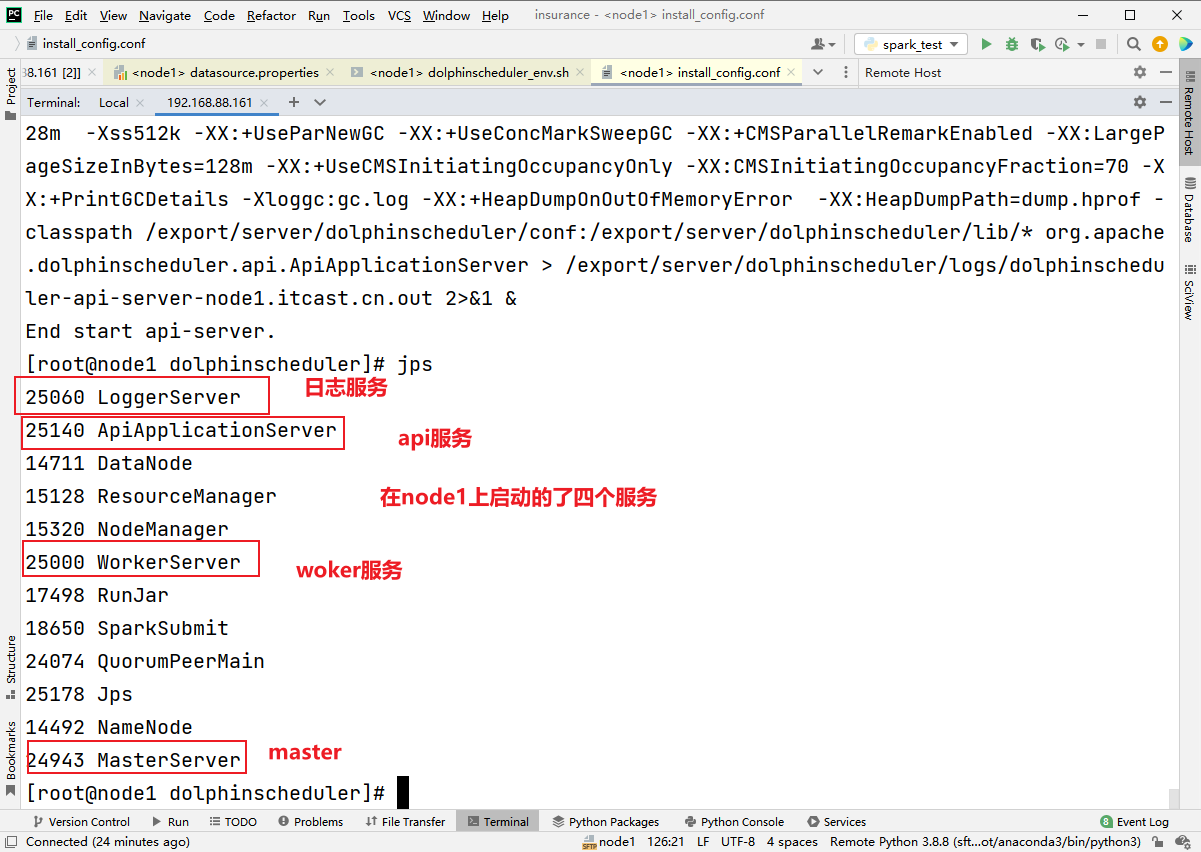 PC File Edit View Navigate Code Refactor Run Tools VCS Window Help insurance - <node1> install_config.conf
install_config.conf spark_test
38.161 [2]] <node1> datasource.properties <node1> dolphinscheduler_env.sh <node1> install_config.conf Remote Host
Terminal: Local 192.168.88.161
28m  -Xss512k -XX:+UseParNewGC -XX:+UseConcMarkSweepGC -XX:+CMSParallelRemarkEnabled -XX:LargeP
ageSizeInBytes=128m -XX:+UseCMSInitiatingOccupancyOnly -XX:CMSInitiatingOccupancyFraction=70 -X
X:+PrintGCDetails -Xloggc:gc.log -XX:+HeapDumpOnOutOfMemoryError  -XX:HeapDumpPath=dump.hprof -
classpath /export/server/dolphinscheduler/conf:/export/server/dolphinscheduler/lib/* org.apache
.dolphinscheduler.api.ApiApplicationServer > /export/server/dolphinscheduler/logs/dolphinschedu
ler-api-server-node1.itcast.cn.out 2>&1 &
End start api-server.
[root@node1 dolphinscheduler]# jps
25060 LoggerServer 日志服务
25140 ApiApplicationServer api服务
14711 DataNode
15128 ResourceManager 在node1上启动的了四个服务
15320 NodeManager
25000 WorkerServer woker服务
17498 RunJar
18650 SparkSubmit
24074 QuorumPeerMain
25178 Jps
14492 NameNode
24943 MasterServer master
[root@node1 dolphinscheduler]#
Project
Structure
Bookmarks
Remote Host
Database
SciView
Version Control Run TODO Problems File Transfer Terminal Python Packages Python Console Services 8 Event Log
Connected (24 minutes ago) SFTP node1 126:21 LF UTF-8 4 spaces Remote Python 3.8.8 (sft...ot/anaconda3/bin/python3)